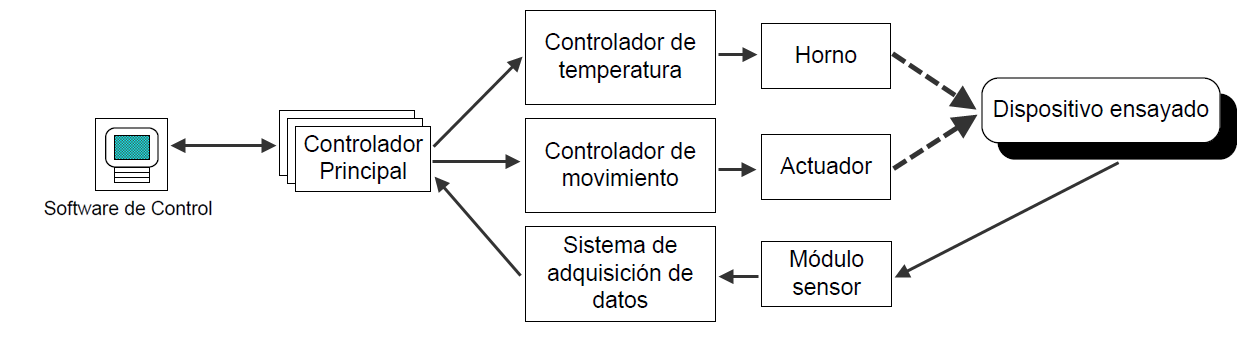 Controlador de
temperatura
Horno
Dispositivo ensayado
Controlador
Principal
Controlador de
movimiento
Actuador
Software de Control
Sistema de
adquisición de
datos
Módulo
sensor